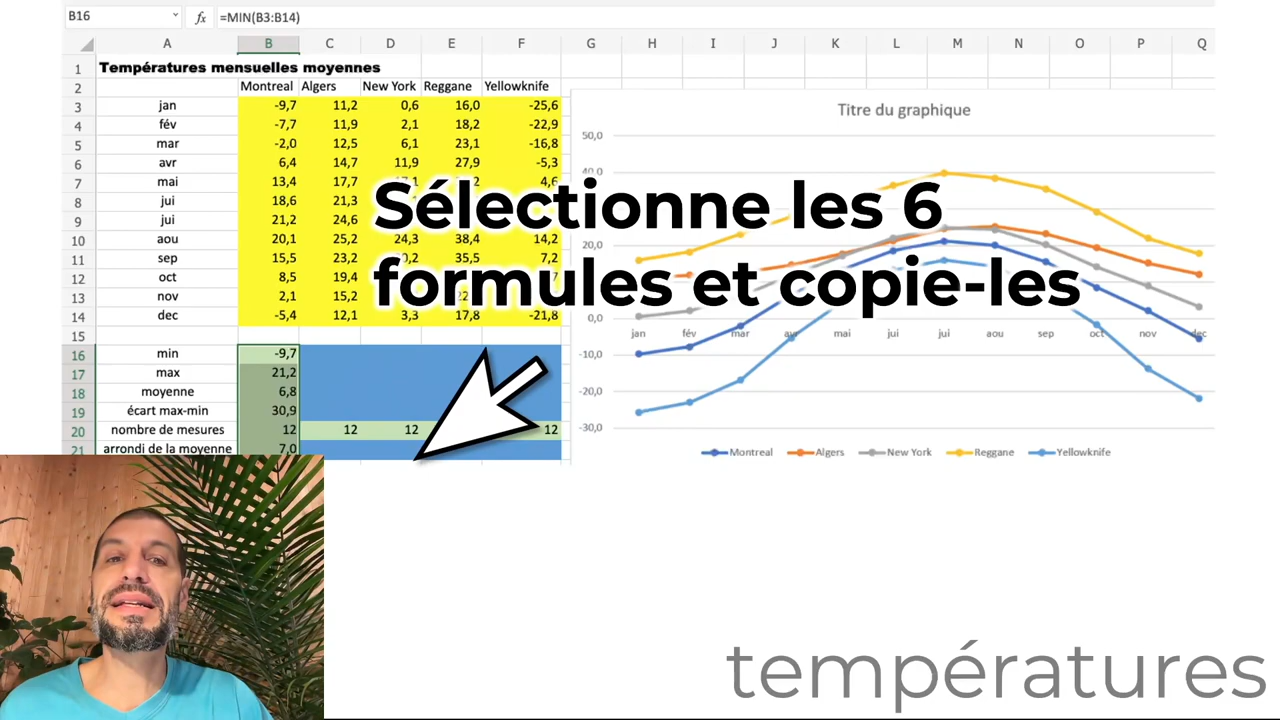 B16 fx =MIN(B3:B14)
A B C D E F G H I J K L M N O P Q
1 Températures mensuelles moyennes
2 Montreal Algers New York Reggane Yellowknife
3 jan -9,7 11,2 0,6 16,0 -25,6
4 fév -7,7 11,9 2,1 18,2 -22,9
5 mar -2,0 12,5 6,1 23,1 -16,8
6 avr 6,4 14,7 11,9 27,9 -5,3
7 mai 13,4 17,7 4,6
8 jui 18,6 21,3
9 jui 21,2 24,6
10 aou 20,1 25,2 24,3 38,4 14,2
11 sep 15,5 23,2 35,5 7,2
12 oct 8,5 19,4
13 nov 2,1 15,2
14 dec -5,4 12,1 3,3 17,8 -21,8
15
16 min -9,7
17 max 21,2
18 moyenne 6,8
19 écart max-min 30,9
20 nombre de mesures 12 12 12 12
21 arrondi de la moyenne 7,0
Sélectionne les 6
formules et copie-les
Titre du graphique
50,0
40,0
20,0
0,0
-10,0
-20,0
-30,0
jan fév mar avr mai jui jui aou sep oct nov dec
Montreal Algers New York Reggane Yellowknife
températures